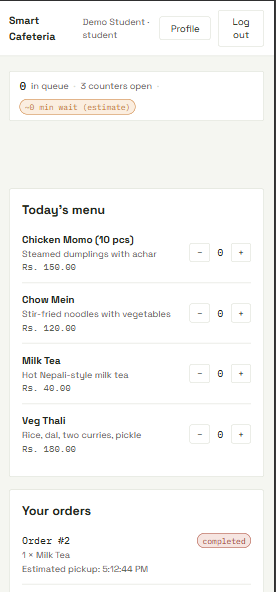 Smart Cafeteria
Demo Student · student
Profile
Log out
0 in queue · 3 counters open ·
~0 min wait (estimate)
Today's menu
Chicken Momo (10 pcs)
Steamed dumplings with achar
Rs. 150.00
− 0 +
Chow Mein
Stir-fried noodles with vegetables
Rs. 120.00
− 0 +
Milk Tea
Hot Nepali-style milk tea
Rs. 40.00
− 0 +
Veg Thali
Rice, dal, two curries, pickle
Rs. 180.00
− 0 +
Your orders
Order #2
completed
1 × Milk Tea
Estimated pickup: 5:12:44 PM